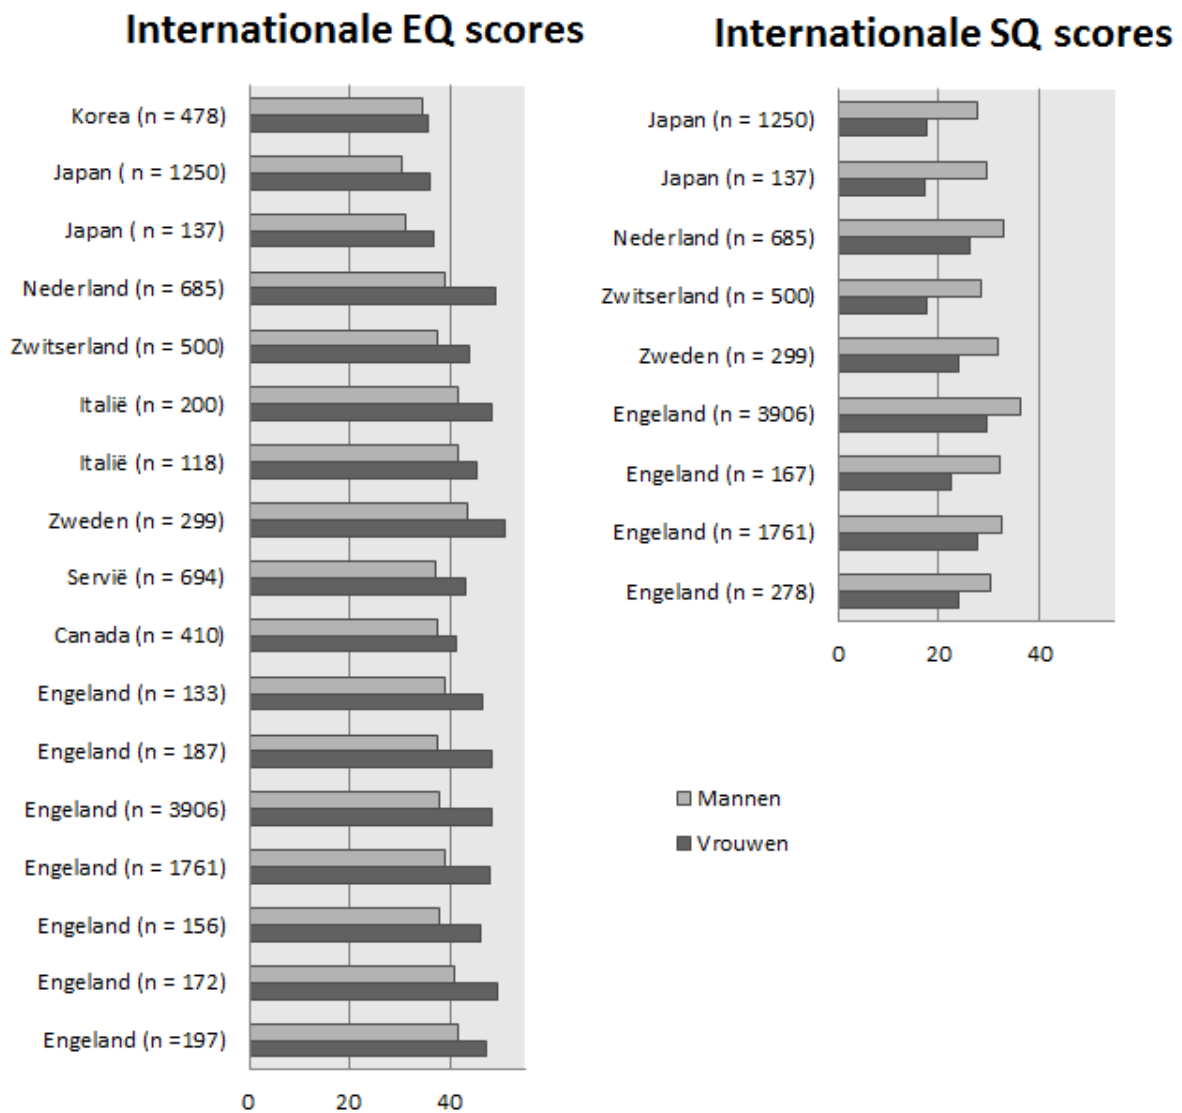 Internationale EQ scores
Korea (n = 478)
Japan ( n = 1250)
Japan ( n = 137)
Nederland (n = 685)
Zwitserland (n = 500)
Italië (n = 200)
Italië (n = 118)
Zweden (n = 299)
Servië (n = 694)
Canada (n = 410)
Engeland (n = 133)
Engeland (n = 187)
Engeland (n = 3906)
Engeland (n = 1761)
Engeland (n = 156)
Engeland (n = 172)
Engeland (n =197)
0 20 40
Internationale SQ scores
Japan (n = 1250)
Japan (n = 137)
Nederland (n = 685)
Zwitserland (n = 500)
Zweden (n = 299)
Engeland (n = 3906)
Engeland (n = 167)
Engeland (n = 1761)
Engeland (n = 278)
0 20 40
Mannen
Vrouwen